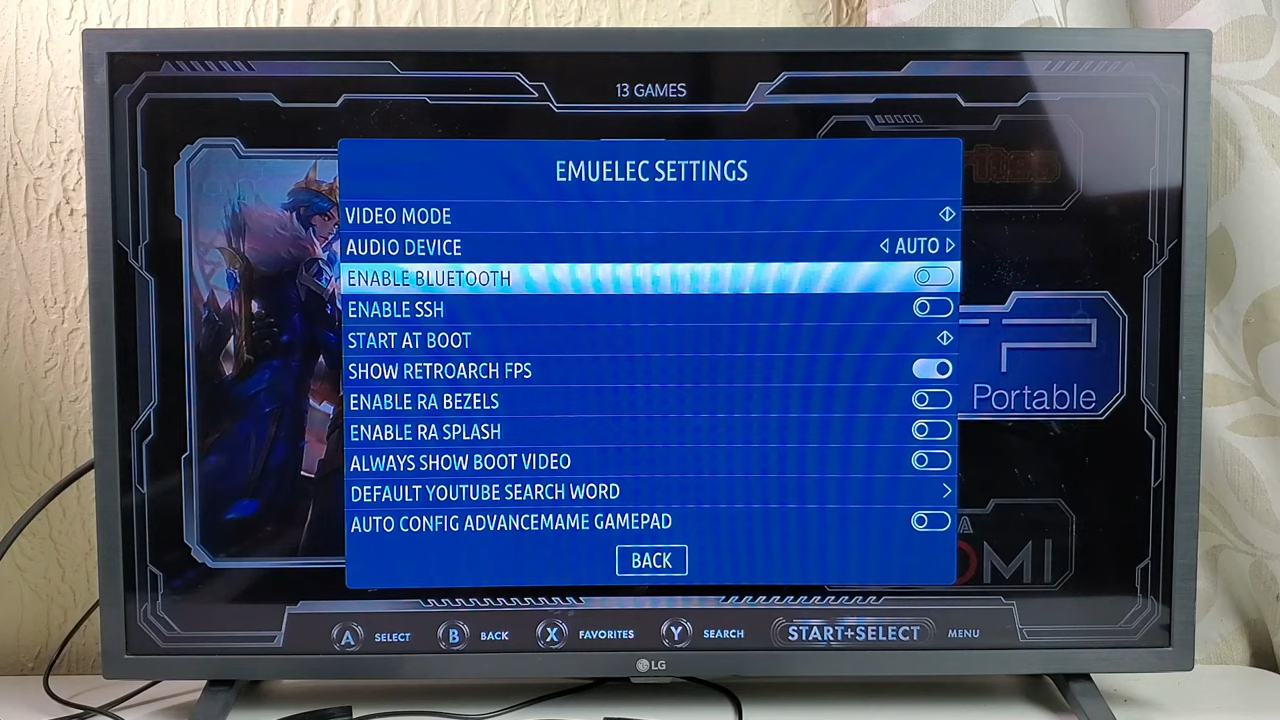 13 GAMES
EMUELEC SETTINGS
VIDEO MODE
AUDIO DEVICE AUTO
ENABLE BLUETOOTH
ENABLE SSH
START AT BOOT
SHOW RETROARCH FPS
ENABLE RA BEZELS
ENABLE RA SPLASH
ALWAYS SHOW BOOT VIDEO
DEFAULT YOUTUBE SEARCH WORD
AUTO CONFIG ADVANCEMAME GAMEPAD
BACK
Portable
A SELECT B BACK X FAVORITES Y SEARCH START+SELECT MENU
LG